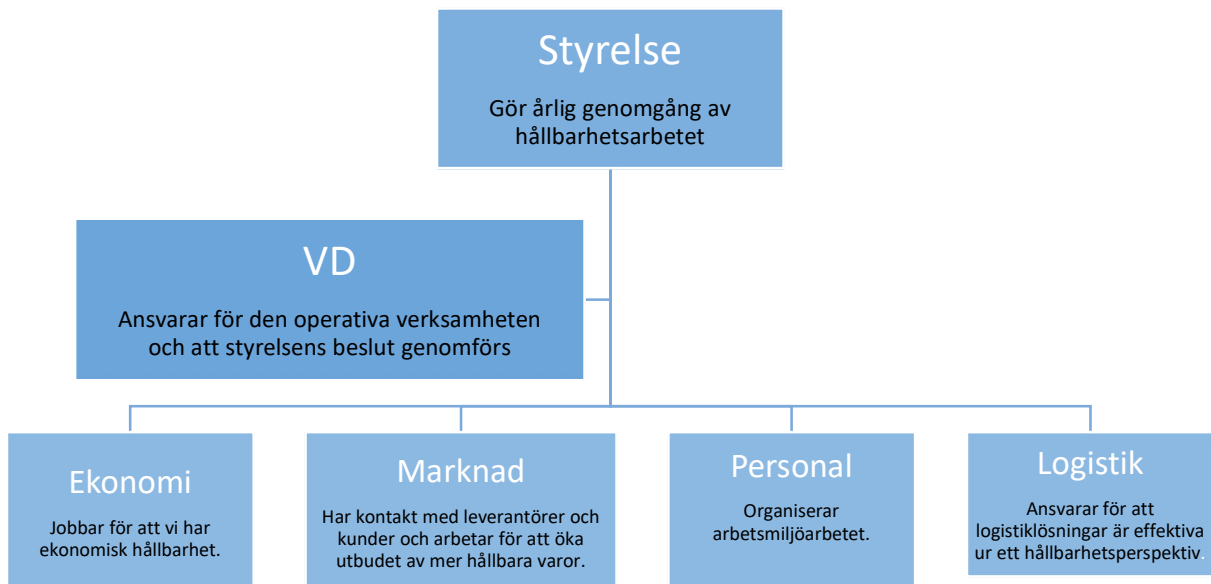 Styrelse
Gör årlig genomgång av
hållbarhetsarbetet
VD
Ansvarar för den operativa verksamheten
och att styrelsens beslut genomförs
Ekonomi
Jobbar för att vi har
ekonomisk hållbarhet.
Marknad
Har kontakt med leverantörer och
kunder och arbetar för att öka
utbudet av mer hållbara varor.
Personal
Organiserar
arbetsmiljöarbetet.
Logistik
Ansvarar för att
logistiklösningar är effektiva
ur ett hållbarhetsperspektiv.